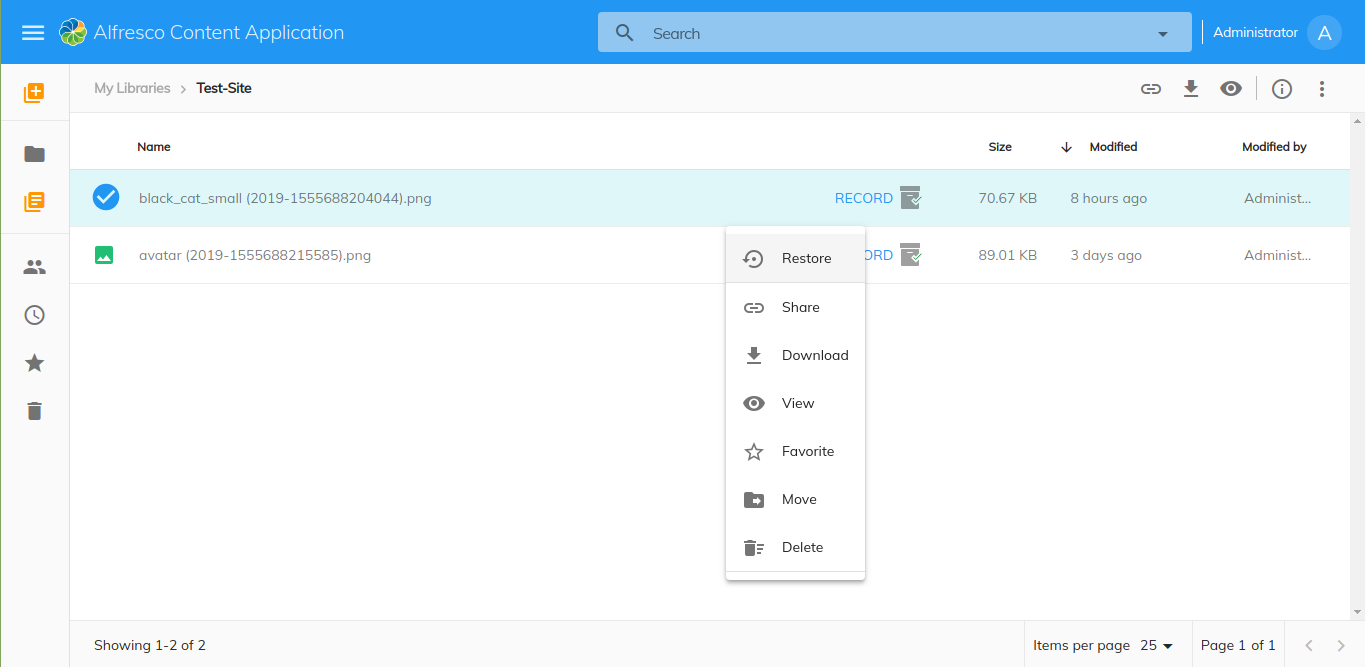 Alfresco Content Application
Search
Administrator A
My Libraries > Test-Site
Name Size Modified Modified by
black_cat_small (2019-1555688204044).png RECORD 70.67 KB 8 hours ago Administ...
avatar (2019-1555688215585).png ORD 89.01 KB 3 days ago Administ...
Restore
Share
Download
View
Favorite
Move
Delete
Showing 1-2 of 2 Items per page 25 Page 1 of 1